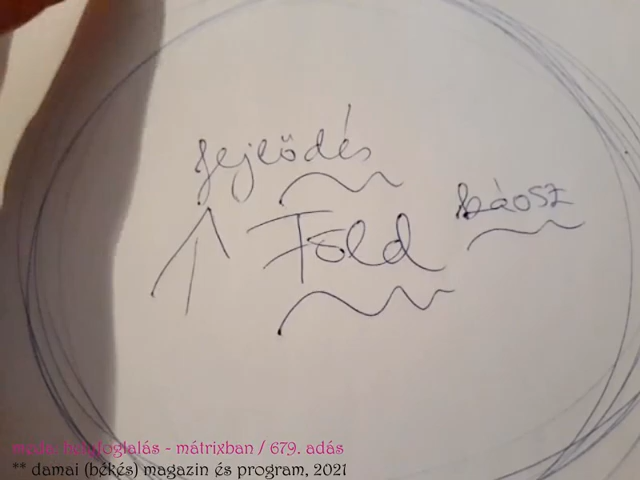 fejlődés
Föld
káosz
helyfoglalás - mátrixban / 679. adás
** damai (békés) magazin és program, 2021